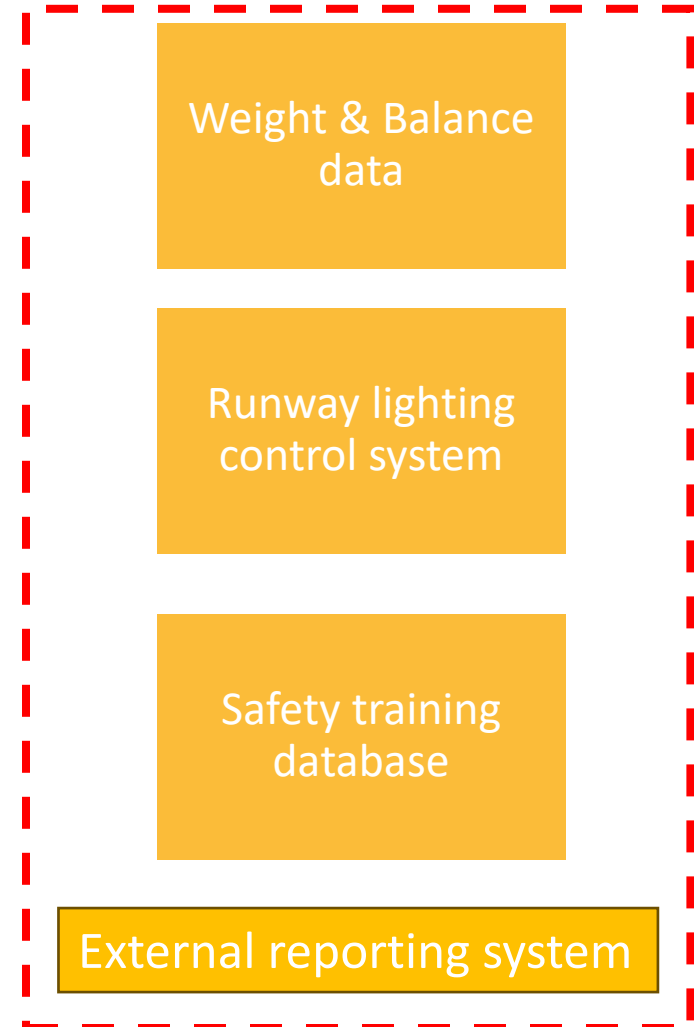 Weight & Balance
data
Runway lighting
control system
Safety training
database
External reporting system